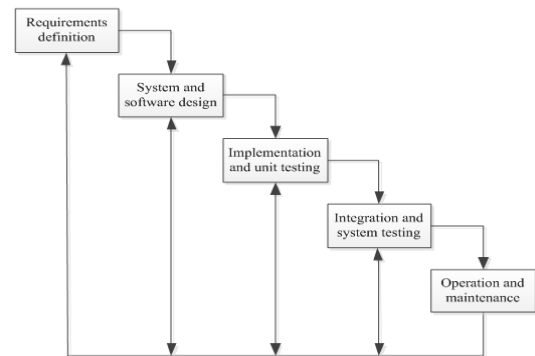 Requirements
definition
System and
software design
Implementation
and unit testing
Integration and
system testing
Operation and
maintenance